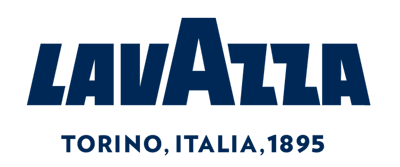 LAVAZZA
TORINO, ITALIA, 1895